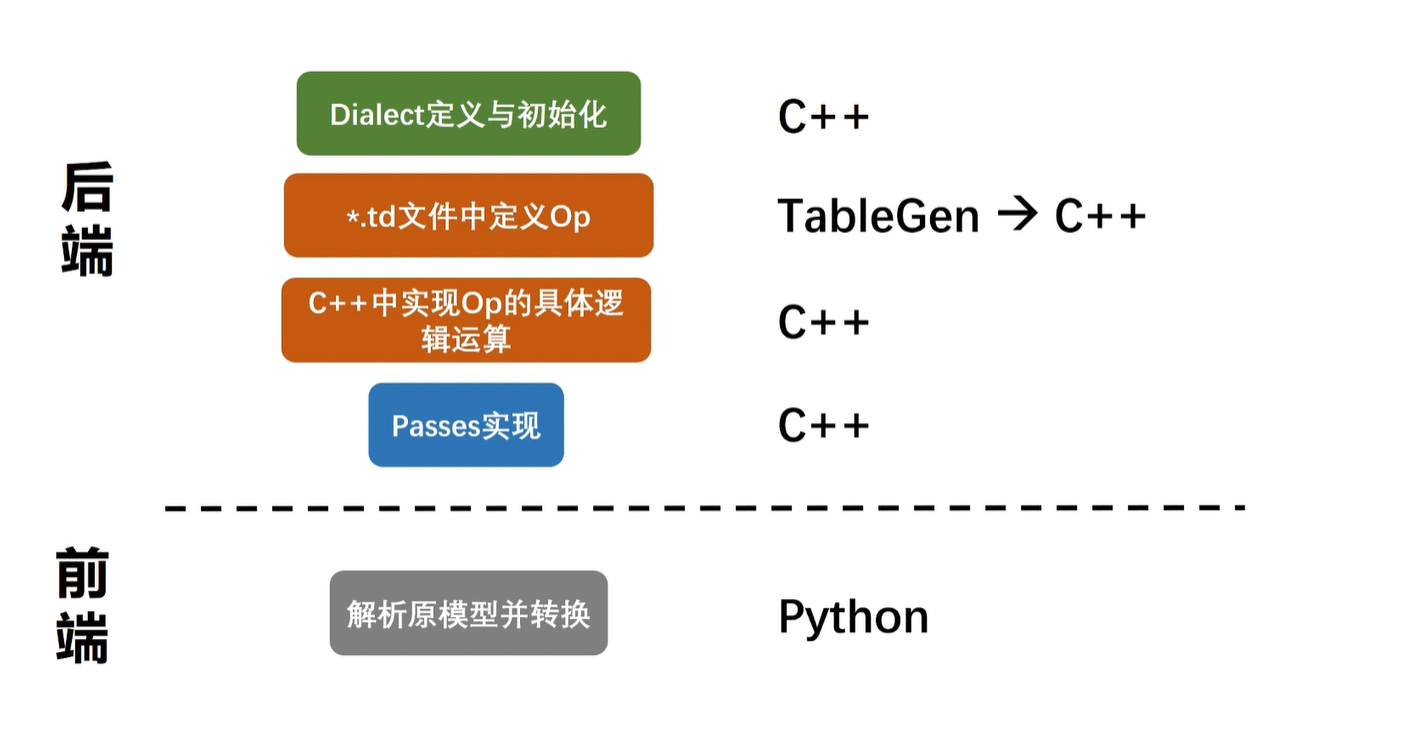 后端
Dialect定义与初始化
C++
*.td文件中定义Op
TableGen → C++
C++中实现Op的具体逻
辑运算
C++
Passes实现
C++
前端
解析原模型并转换
Python